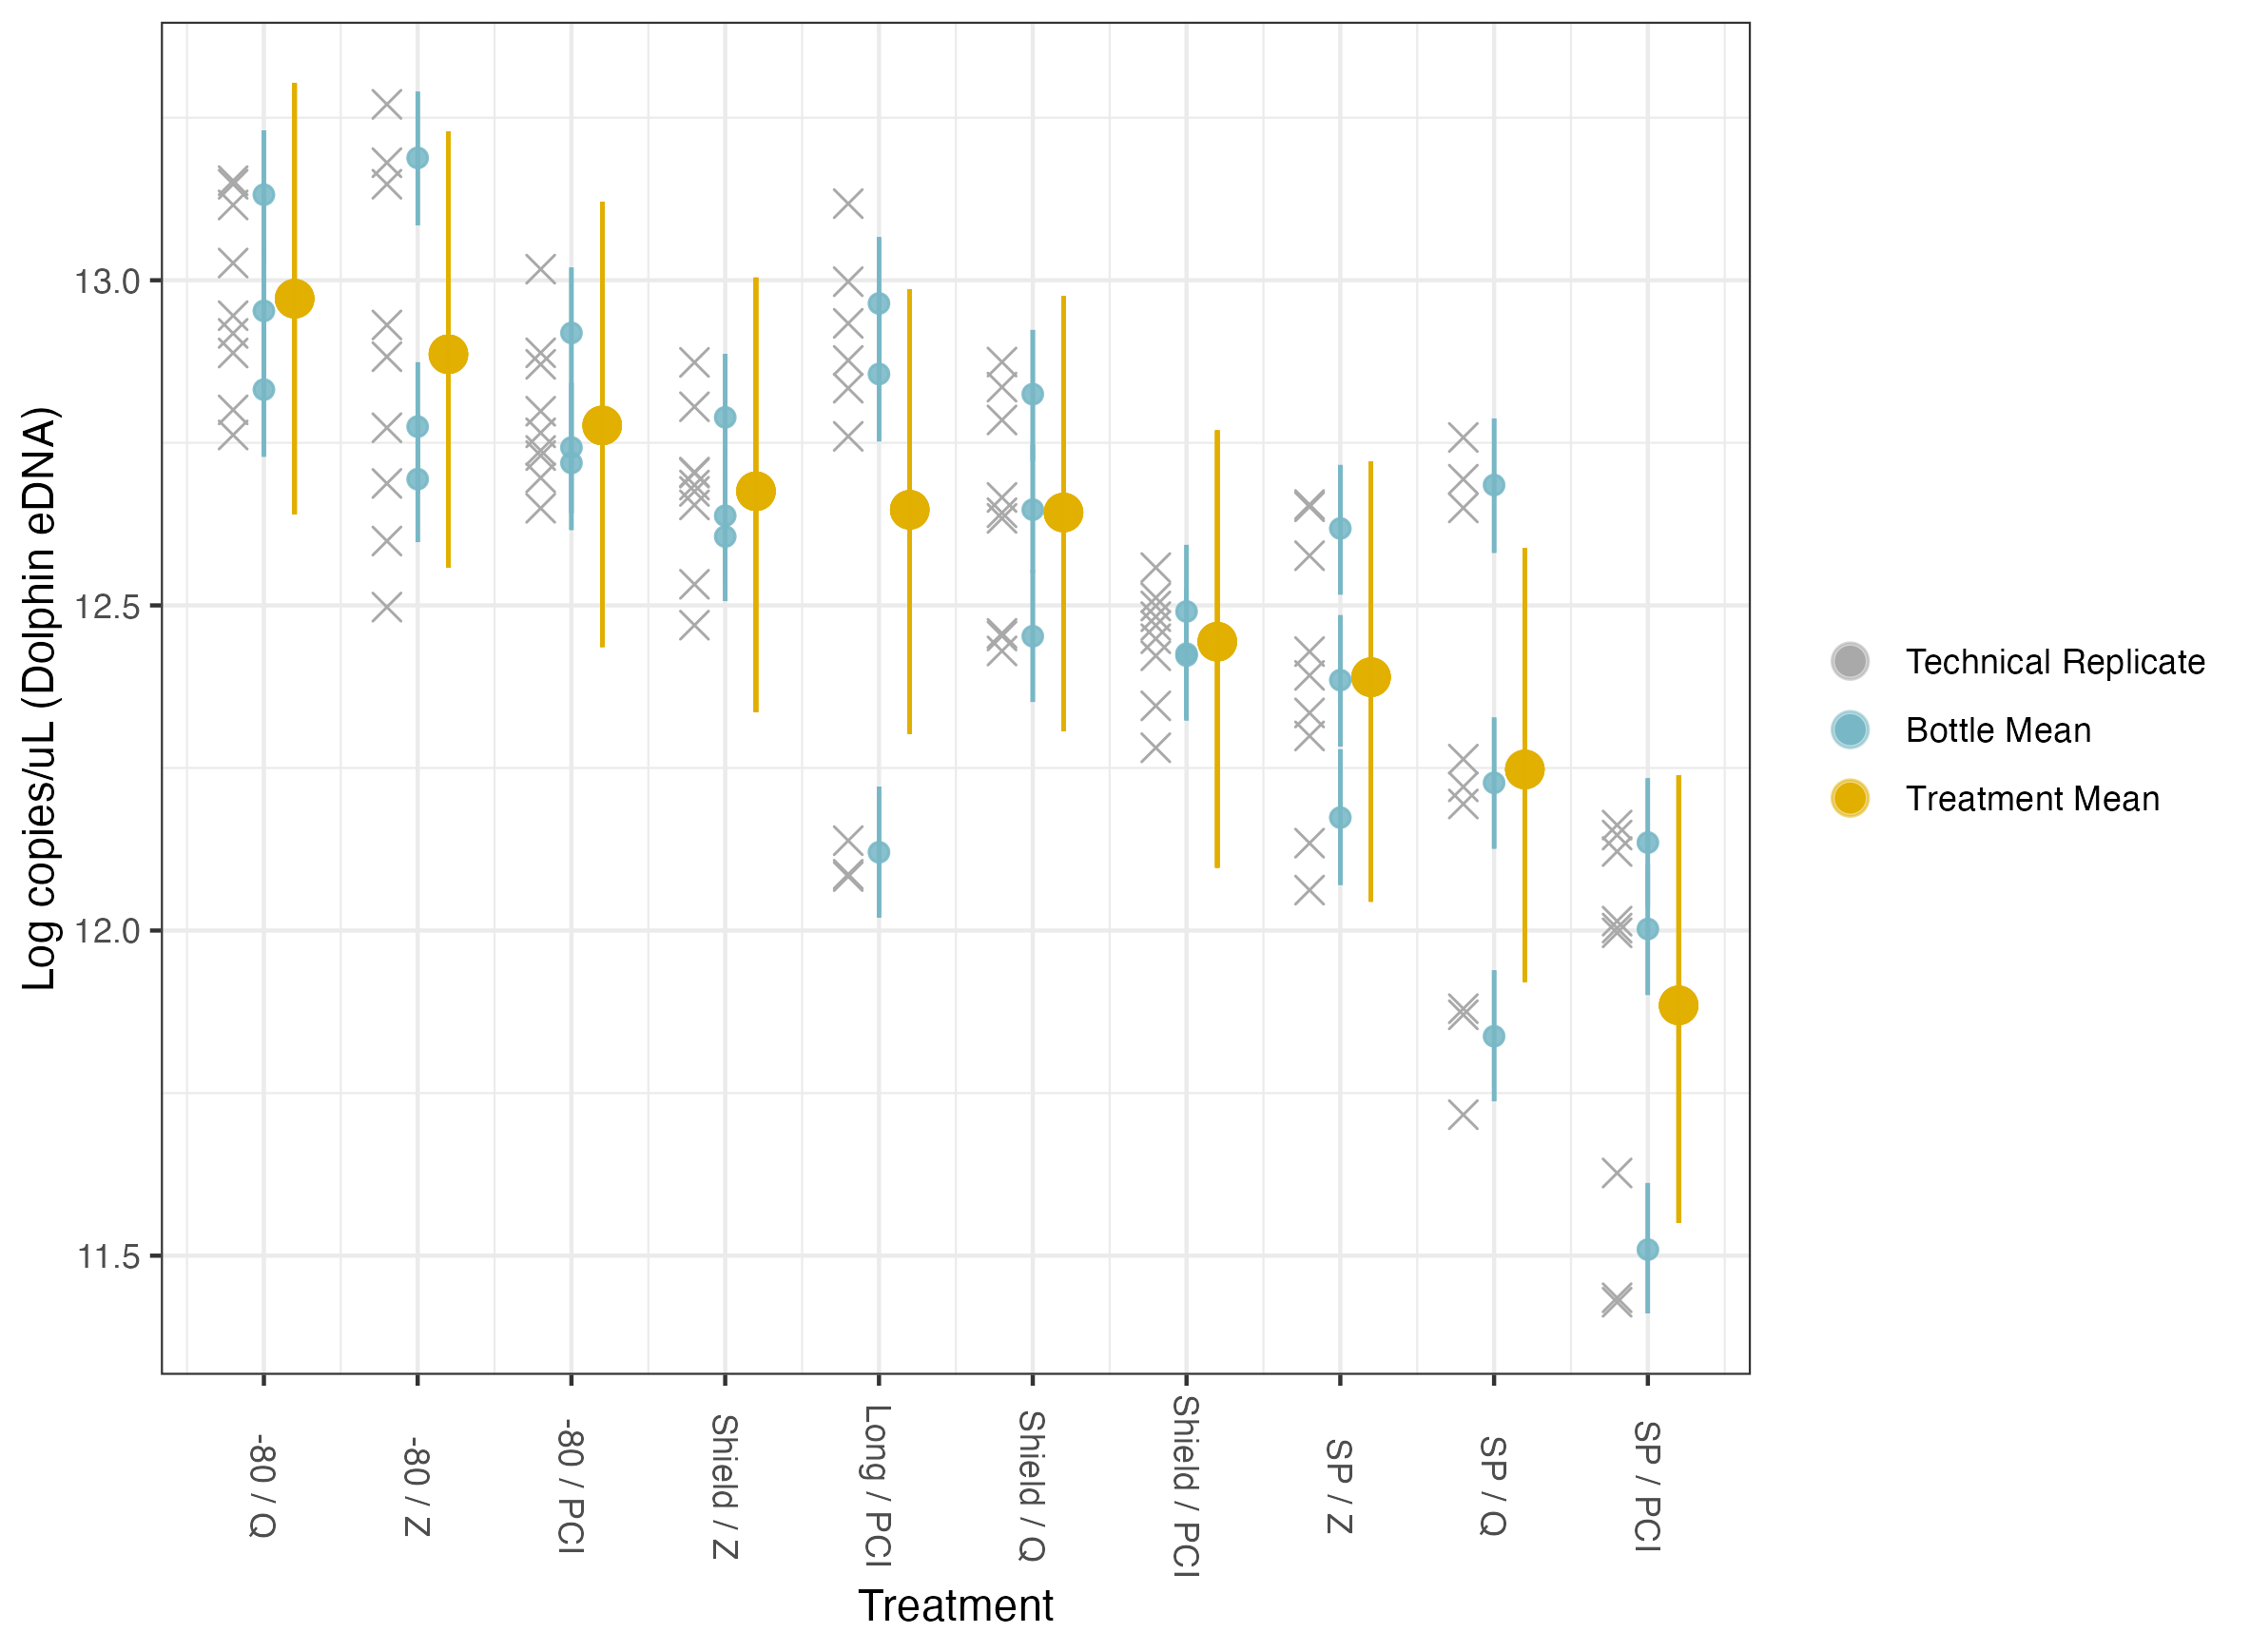 Log copies/uL (Dolphin eDNA)
13.0
12.5
12.0
11.5
-80 / Q
-80 / Z
-80 / PCI
Shield / Z
Long / PCI
Shield / Q
Shield / PCI
SP / Z
SP / Q
SP / PCI
Treatment
Technical Replicate
Bottle Mean
Treatment Mean